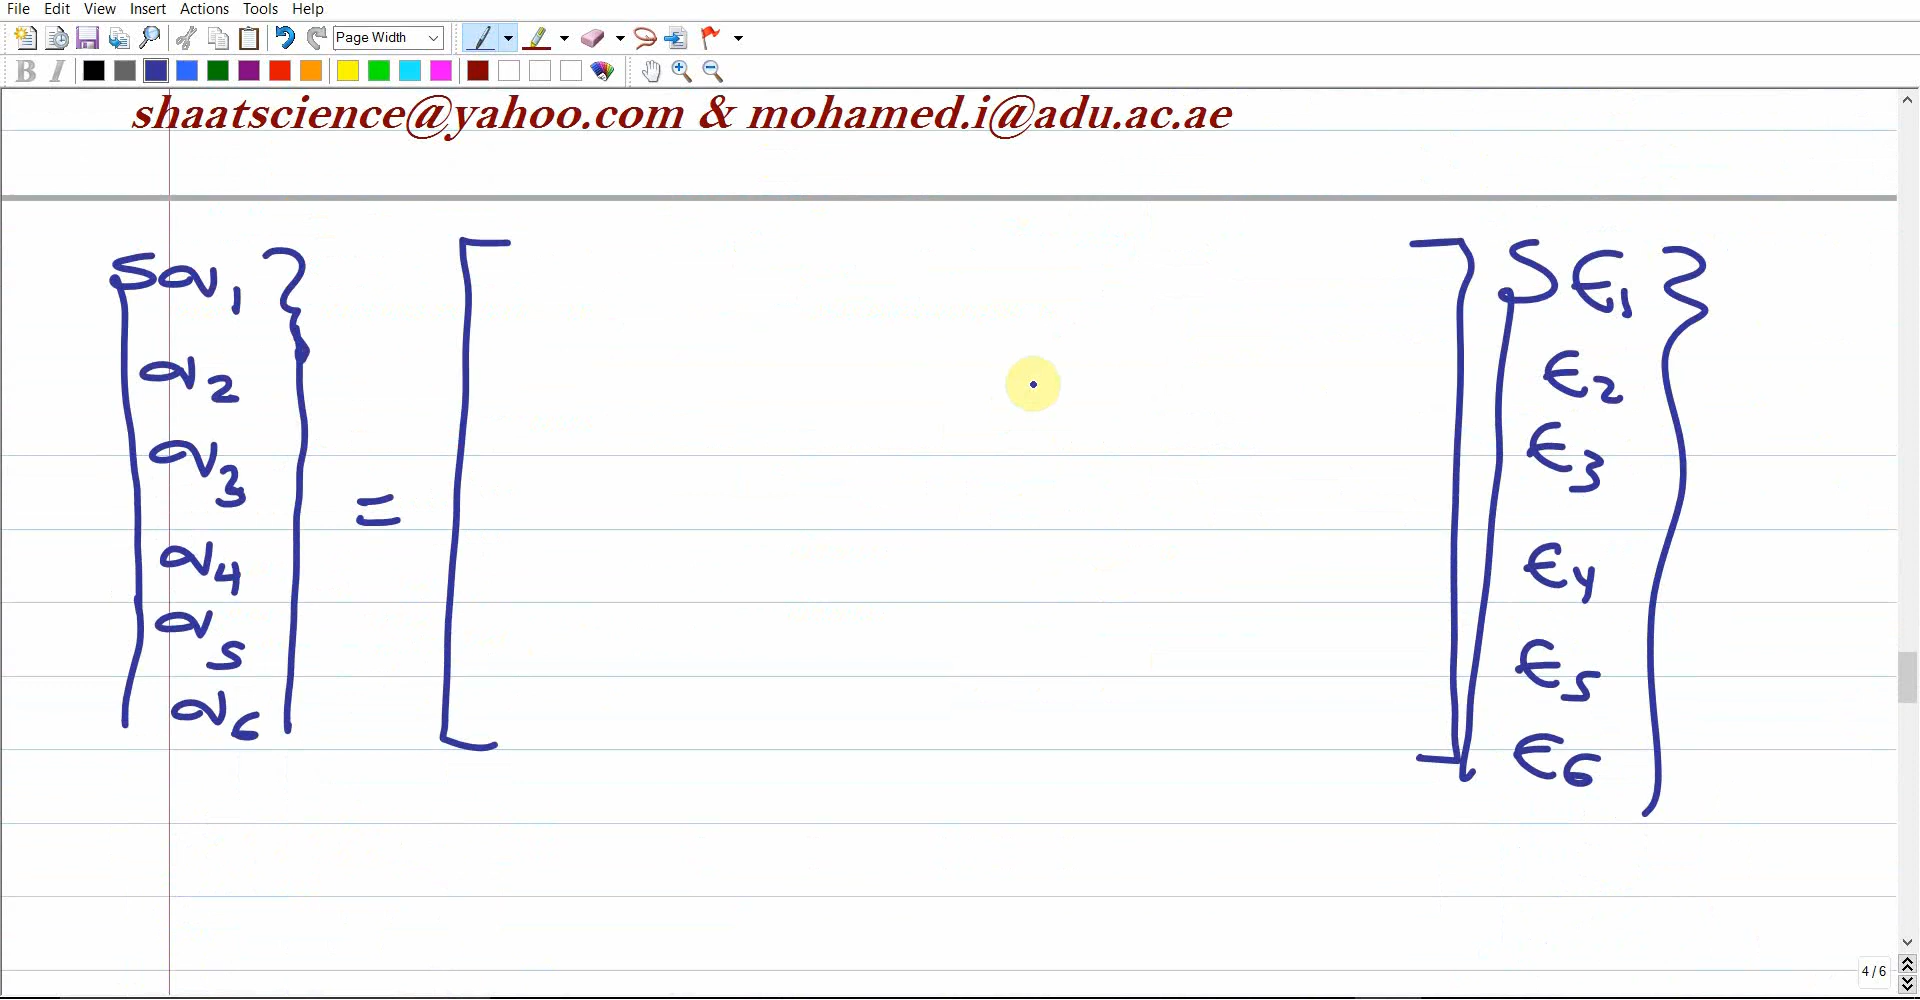 File Edit View Insert Actions Tools Help
Page Width
B I
shaatscience@yahoo.com & mohamed.i@adu.ac.ae
{σ1} = [ ] {ϵ1}
σ2 ϵ2
σ3 ϵ3
σ4 ϵ4
σ5 ϵ5
σ6 ϵ6
4 / 6